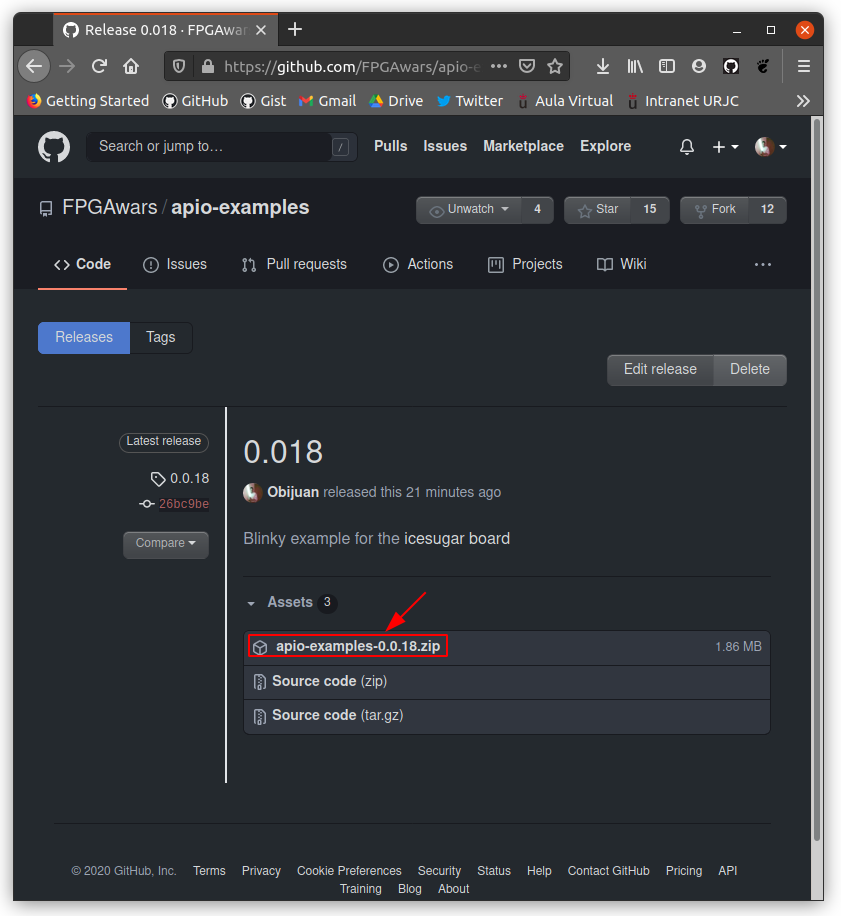 Release 0.018 · FPGAwar
https://github.com/FPGAwars/apio-e
Getting Started GitHub Gist Gmail Drive Twitter Aula Virtual Intranet URJC
Search or jump to… / Pulls Issues Marketplace Explore
FPGAwars / apio-examples Unwatch 4 Star 15 Fork 12
Code Issues Pull requests Actions Projects Wiki
Releases Tags
Edit release Delete
Latest release
0.018
0.0.18
Obijuan released this 21 minutes ago
26bc9be
Compare
Blinky example for the icesugar board
Assets 3
apio-examples-0.0.18.zip 1.86 MB
Source code (zip)
Source code (tar.gz)
© 2020 GitHub, Inc. Terms Privacy Cookie Preferences Security Status Help Contact GitHub Pricing API
Training Blog About